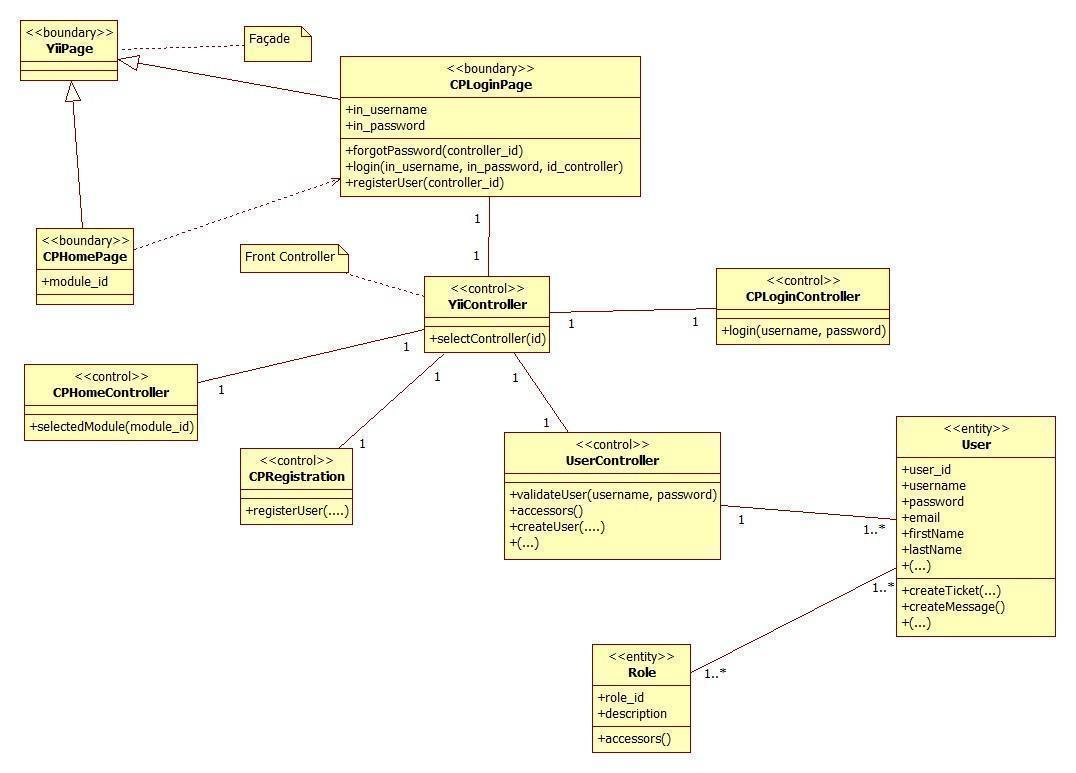 <<boundary>>
YiiPage
Façade
<<boundary>>
CPLoginPage
+in_username
+in_password
+forgotPassword(controller_id)
+login(in_username, in_password, id_controller)
+registerUser(controller_id)
1
1
<<boundary>>
CPHomePage
+module_id
Front Controller
<<control>>
YiiController
+selectController(id)
1
1
<<control>>
CPLoginController
+login(username, password)
1
1
<<control>>
CPHomeController
+selectedModule(module_id)
1
1
<<control>>
CPRegistration
+registerUser(....)
1
1
<<control>>
UserController
+validateUser(username, password)
+accessors()
+createUser(....)
+(...)
1
1..*
<<entity>>
User
+user_id
+username
+password
+email
+firstName
+lastName
+(...)
+createTicket(...)
+createMessage()
+(...)
1..*
1..*
<<entity>>
Role
+role_id
+description
+accessors()